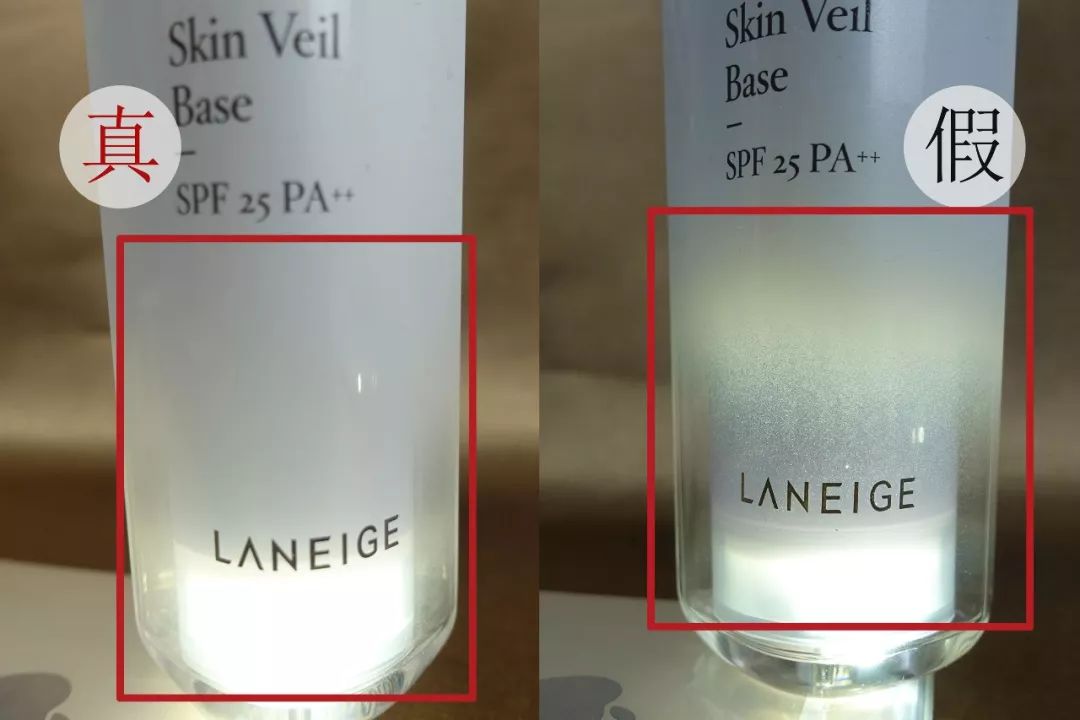 Skin Veil
Base
–
SPF 25 PA++
LANEIGE
真
Skin Veil
Base
–
SPF 25 PA++
LANEIGE
假